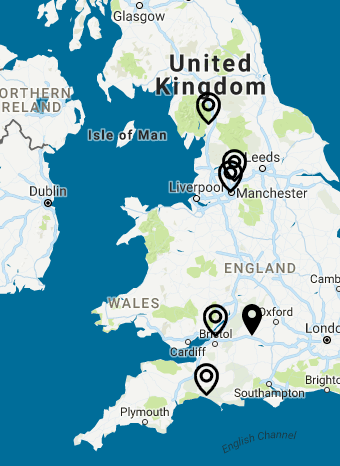 Glasgow
United
Kingdom
ORTHERN
IRELAND
Isle of Man
Leeds
Dublin
Liverpool
Manchester
ENGLAND
Camb
WALES
Oxford
Bristol
Londo
Cardiff
Southampton
Brighto
Plymouth
English Channel